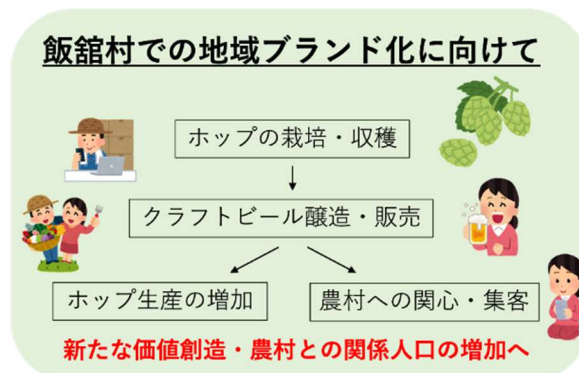 飯舘村での地域ブランド化に向けて
ホップの栽培・収穫
クラフトビール醸造・販売
ホップ生産の増加
農村への関心・集客
新たな価値創造・農村との関係人口の増加へ